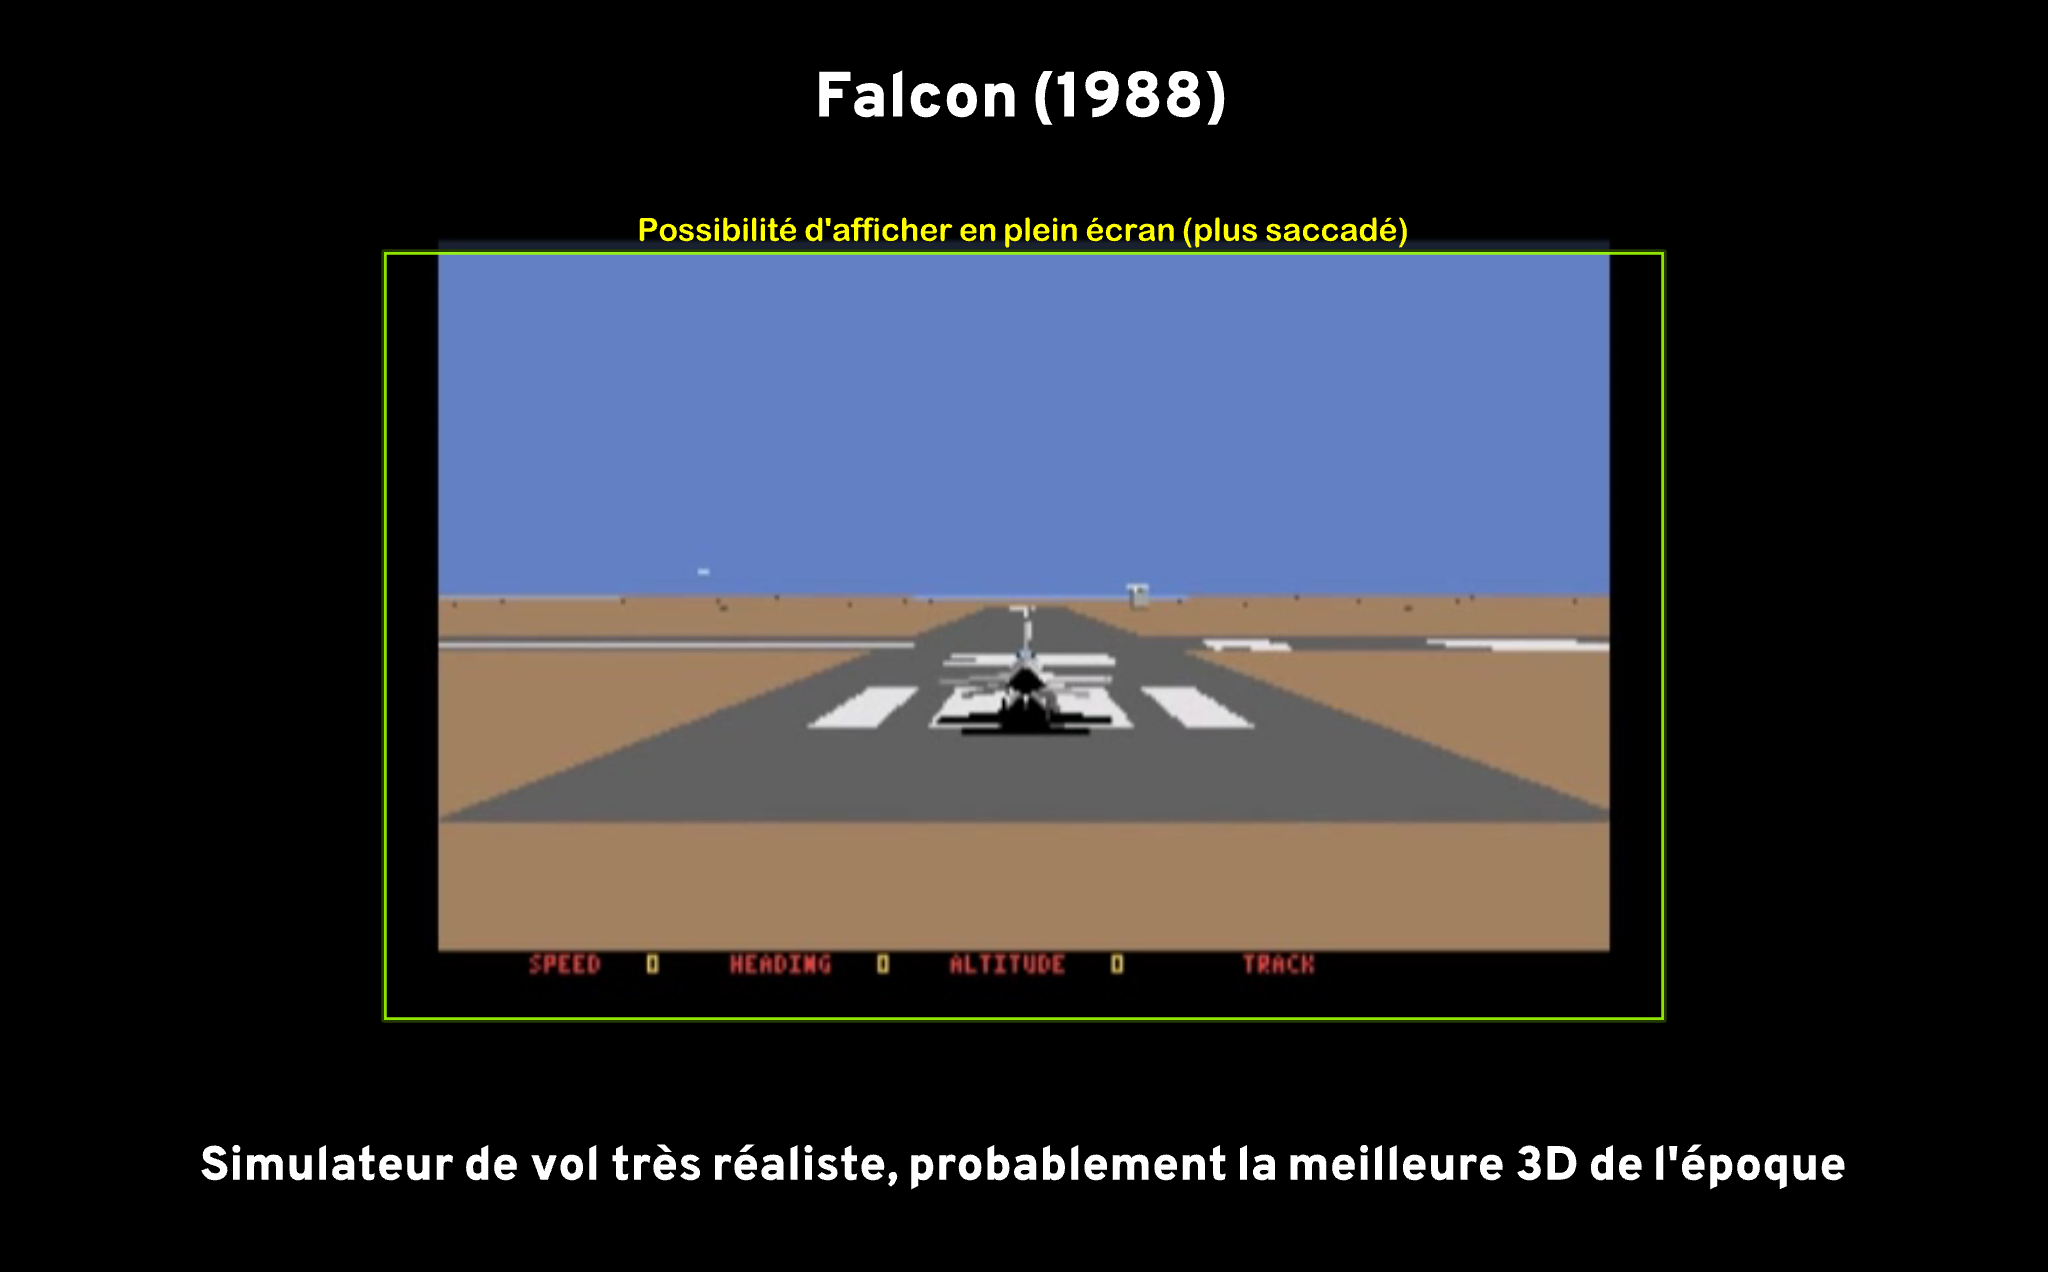 Falcon (1988)
Possibilité d'afficher en plein écran (plus saccadé)
SPEED 0 HEADING 0 ALTITUDE 0 TRACK
Simulateur de vol très réaliste, probablement la meilleure 3D de l'époque